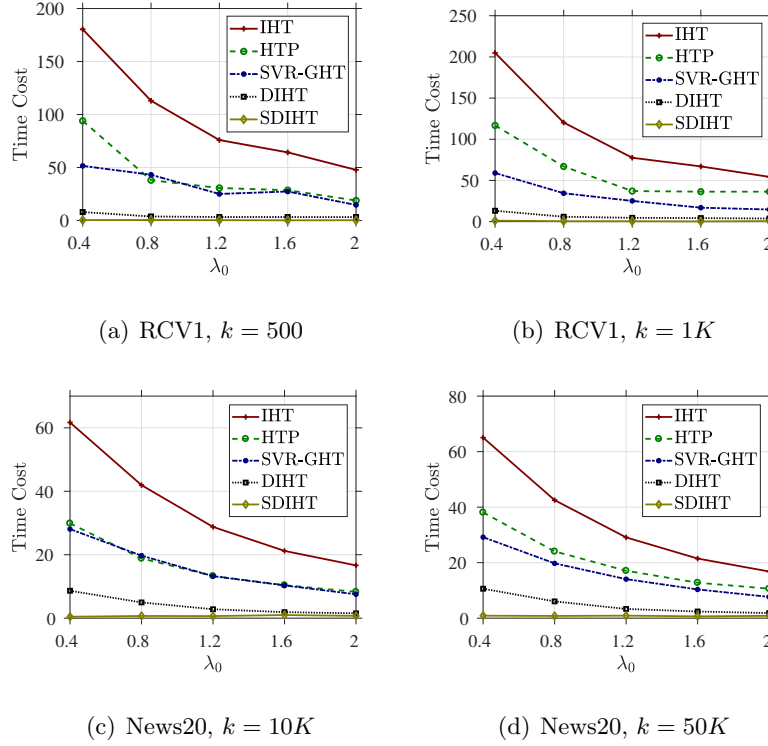 200
150
100
50
0
Time Cost
IHT
HTP
SVR-GHT
DIHT
SDIHT
0.4 0.8 1.2 1.6 2
λ0
(a) RCV1, k = 500
250
200
150
100
50
0
Time Cost
IHT
HTP
SVR-GHT
DIHT
SDIHT
0.4 0.8 1.2 1.6 2
λ0
(b) RCV1, k = 1K
60
40
20
0
Time Cost
IHT
HTP
SVR-GHT
DIHT
SDIHT
0.4 0.8 1.2 1.6 2
λ0
(c) News20, k = 10K
80
60
40
20
0
Time Cost
IHT
HTP
SVR-GHT
DIHT
SDIHT
0.4 0.8 1.2 1.6 2
λ0
(d) News20, k = 50K